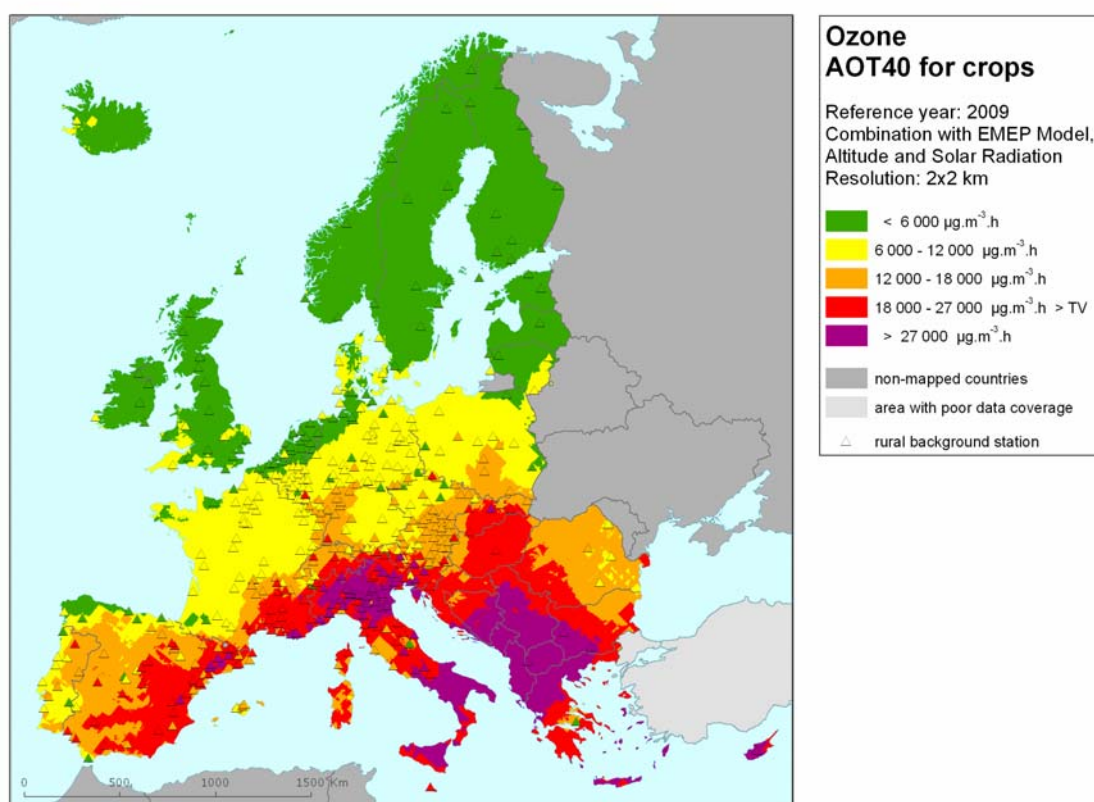 Ozone
AOT40 for crops
Reference year: 2009
Combination with EMEP Model,
Altitude and Solar Radiation
Resolution: 2x2 km
< 6 000 µg.m⁻³.h
6 000 - 12 000 µg.m⁻³.h
12 000 - 18 000 µg.m⁻³.h
18 000 - 27 000 µg.m⁻³.h > TV
> 27 000 µg.m⁻³.h
non-mapped countries
area with poor data coverage
rural background station
0 500 1000 1500 Km